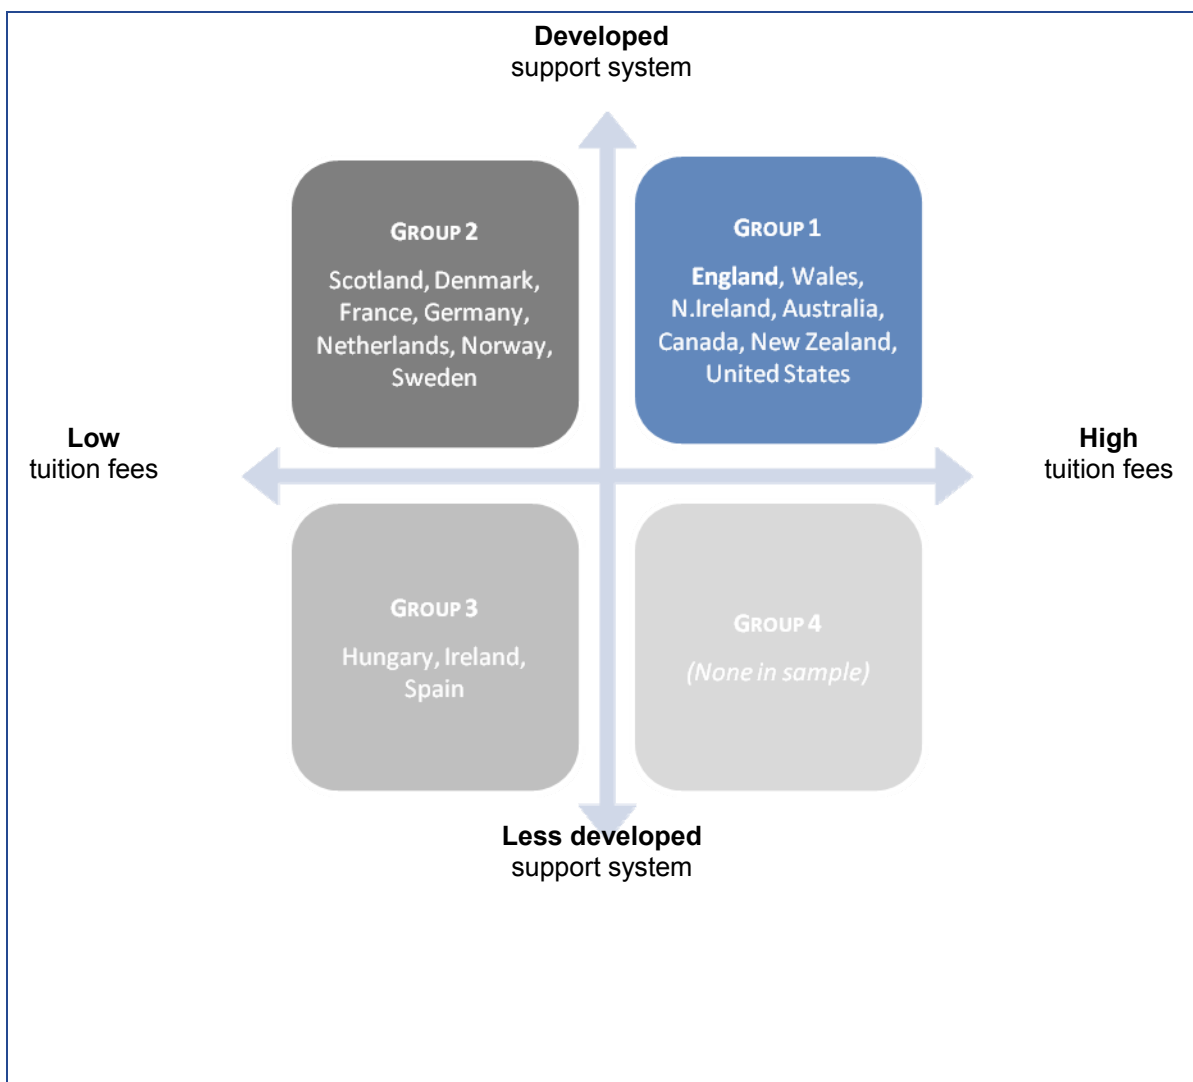 Developed
support system
GROUP 2
Scotland, Denmark,
France, Germany,
Netherlands, Norway,
Sweden
GROUP 1
England, Wales,
N.Ireland, Australia,
Canada, New Zealand,
United States
Low
tuition fees
High
tuition fees
GROUP 3
Hungary, Ireland,
Spain
GROUP 4
(None in sample)
Less developed
support system